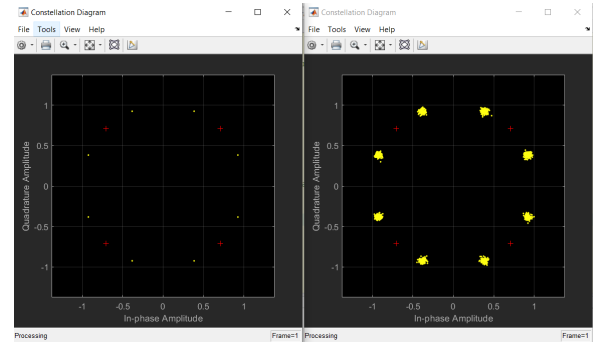 Constellation Diagram
File Tools View Help
1
0.5
0
-0.5
-1
Quadrature Amplitude
-1 -0.5 0 0.5 1
In-phase Amplitude
Processing Frame=1
Constellation Diagram
File Tools View Help
1
0.5
0
-0.5
-1
Quadrature Amplitude
-1 -0.5 0 0.5 1
In-phase Amplitude
Processing Frame=1